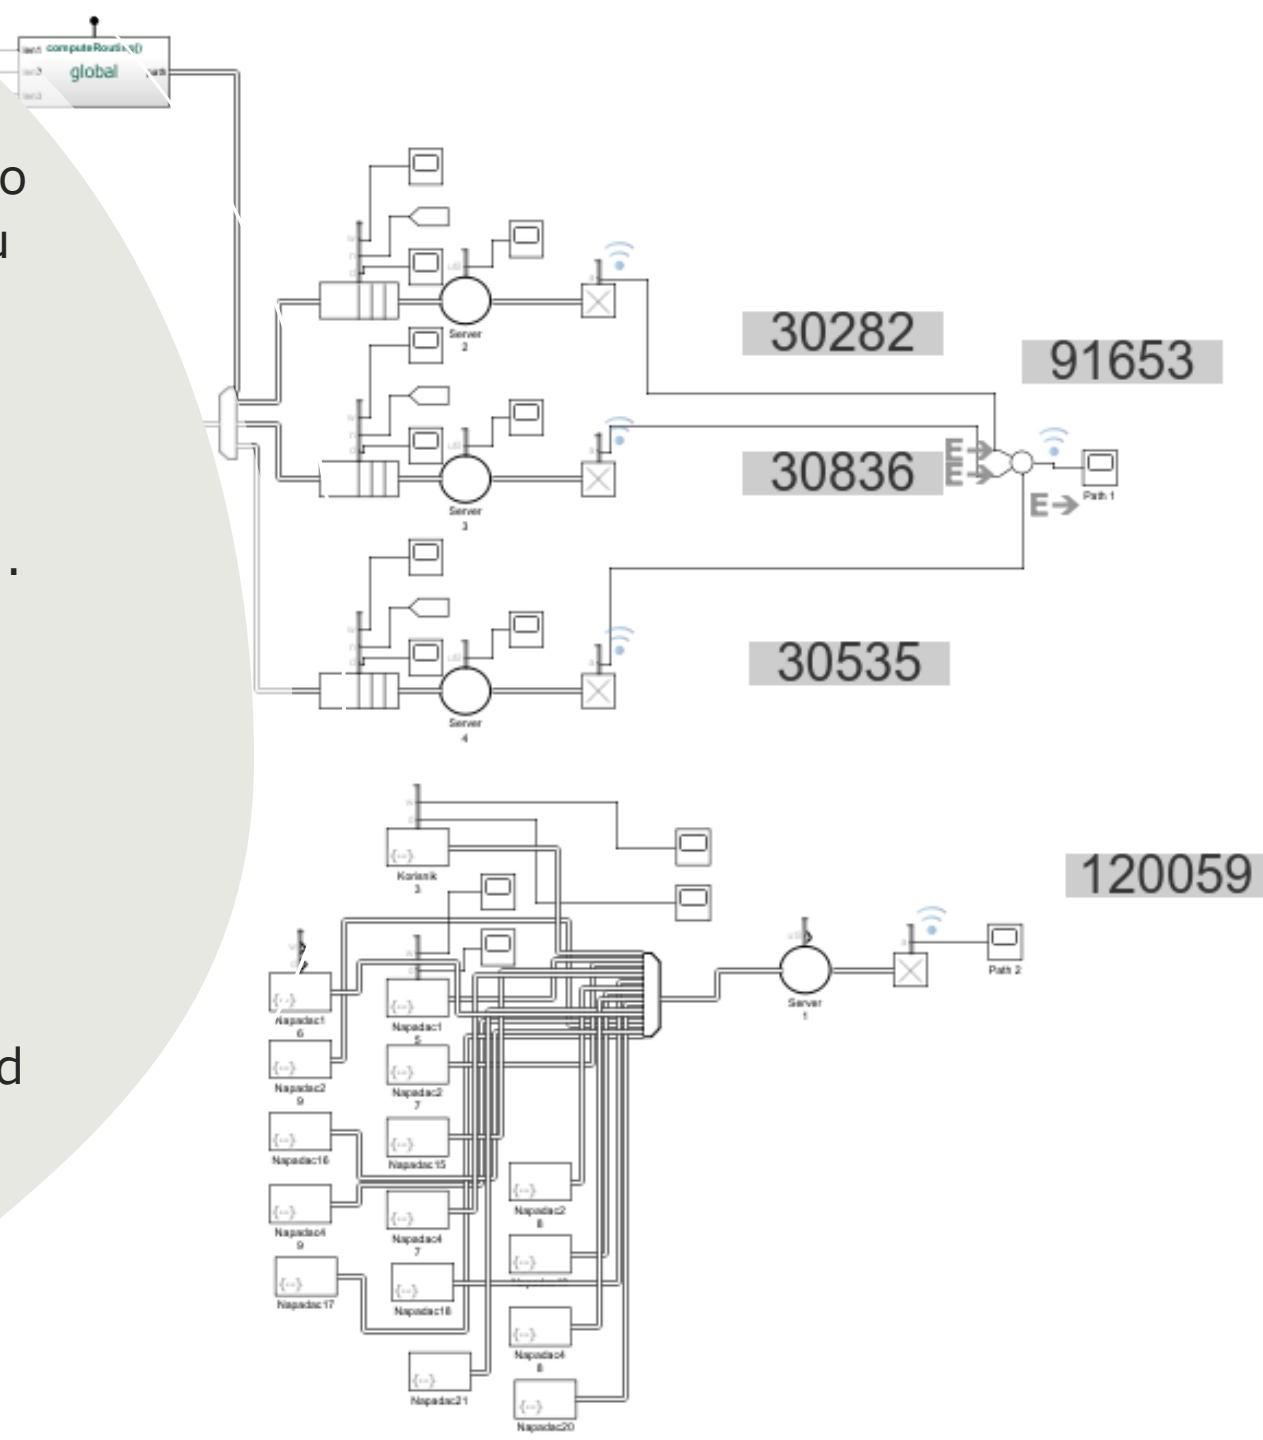 computeRouting()
global
path
o
u
.
d
Server
2
30282
91653
Server
3
30836
E
E
Path 1
E
Server
4
30535
Korisnik
3
120059
Path 2
Server
1
Napadac1
6
Napadac1
5
Napadac2
9
Napadac2
7
Napadac16
Napadac15
Napadac2
8
Napadac4
9
Napadac4
7
Napadac17
Napadac18
Napadac4
8
Napadac21
Napadac20